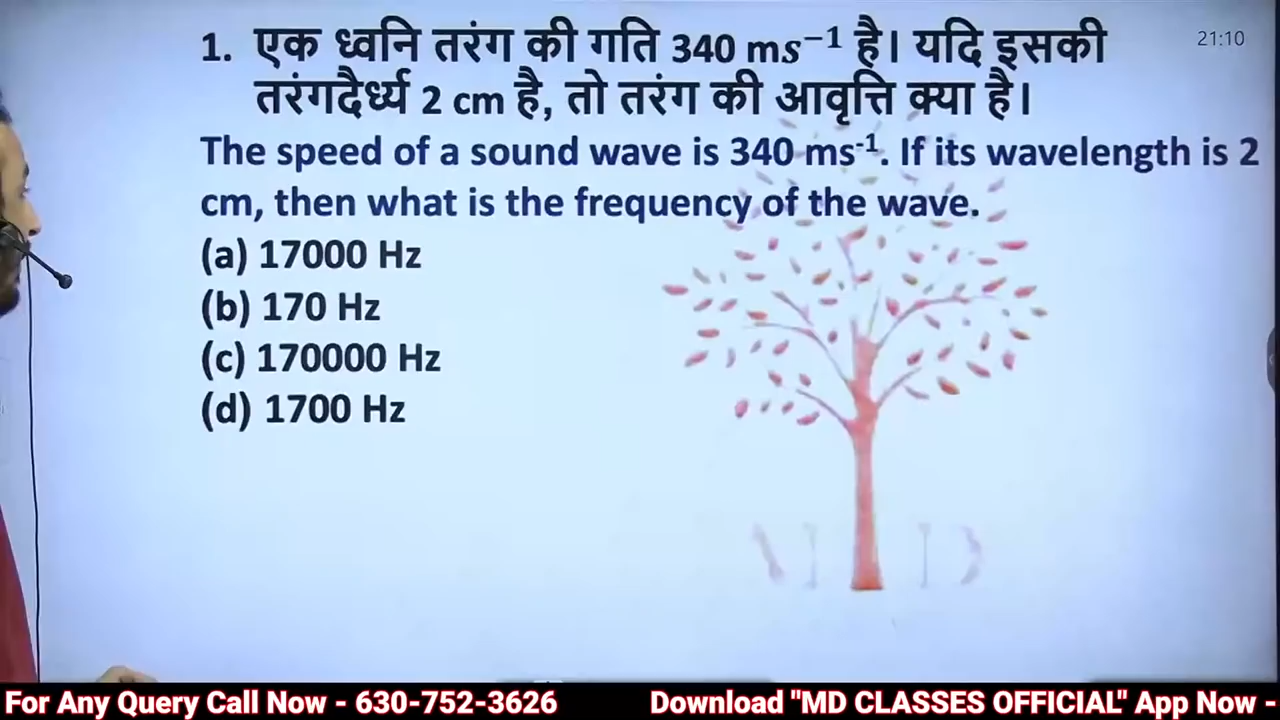 21:10
1. एक ध्वनि तरंग की गति 340 ms⁻¹ है। यदि इसकी
तरंगदैर्ध्य 2 cm है, तो तरंग की आवृत्ति क्या है।
The speed of a sound wave is 340 ms⁻¹. If its wavelength is 2
cm, then what is the frequency of the wave.
(a) 17000 Hz
(b) 170 Hz
(c) 170000 Hz
(d) 1700 Hz
For Any Query Call Now - 630-752-3626
Download "MD CLASSES OFFICIAL" App Now -